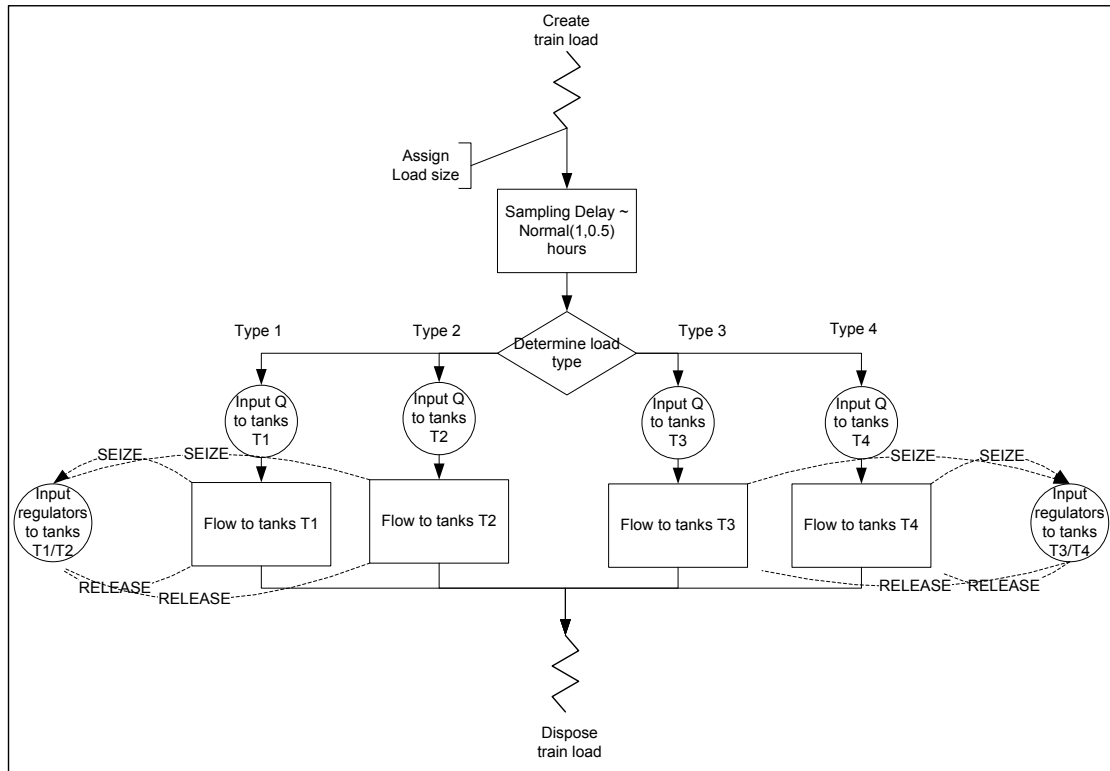 Create
train load
Assign
Load size
Sampling Delay ~
Normal(1,0.5)
hours
Type 1
Type 2
Determine load
type
Type 3
Type 4
Input Q
to tanks
T1
Input Q
to tanks
T2
Input Q
to tanks
T3
Input Q
to tanks
T4
SEIZE
SEIZE
SEIZE
SEIZE
Input
regulators
to tanks
T1/T2
Flow to tanks T1
Flow to tanks T2
Flow to tanks T3
Flow to tanks T4
Input
regulators
to tanks
T3/T4
RELEASE
RELEASE
RELEASE
RELEASE
Dispose
train load